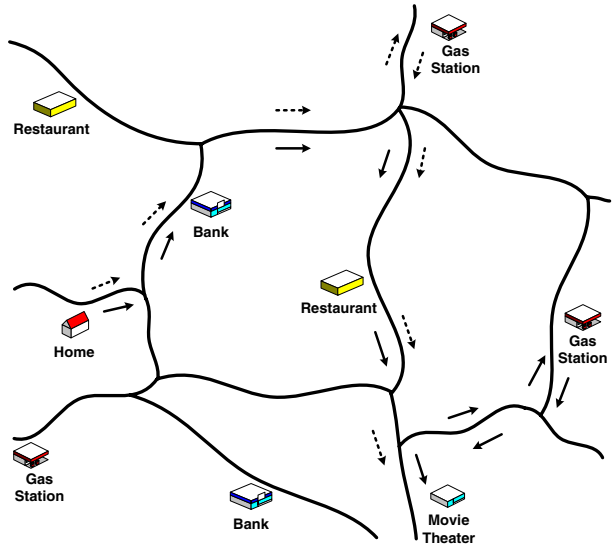 Gas
Station
Restaurant
Bank
Restaurant
Home
Gas
Station
Gas
Station
Bank
Movie
Theater